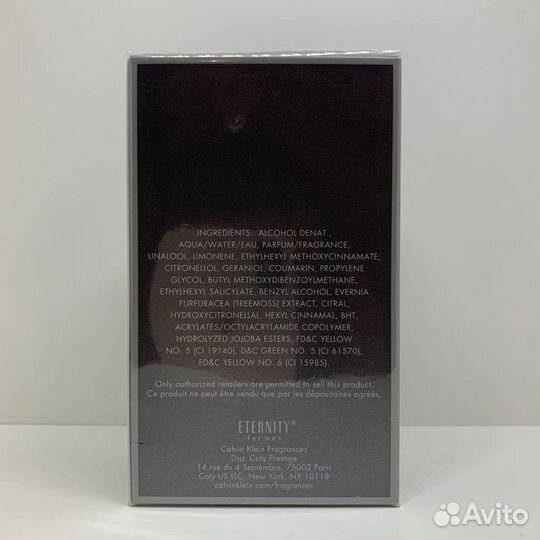 INGREDIENTS: ALCOHOL DENAT.,
AQUA/WATER/EAU, PARFUM/FRAGRANCE,
LINALOOL, LIMONENE, ETHYLHEXYL METHOXYCINNAMATE,
CITRONELLOL, GERANIOL, COUMARIN, PROPYLENE
GLYCOL, BUTYL METHOXYDIBENZOYLMETHANE,
ETHYLHEXYL SALICYLATE, BENZYL ALCOHOL, EVERNIA
FURFURACEA (TREEMOSS) EXTRACT, CITRAL,
HYDROXYCITRONELLAL, HEXYL CINNAMAL, BHT,
ACRYLATES/OCTYLACRYLAMIDE COPOLYMER,
HYDROLYZED JOJOBA ESTERS, FD&C YELLOW
NO. 5 (CI 19140), D&C GREEN NO. 5 (CI 61570),
FD&C YELLOW NO. 6 (CI 15985).
Only authorized retailers are permitted to sell this product.
Ce produit ne peut être vendu que par les dépositaires agréés.
ETERNITY®
for men
Calvin Klein Fragrances
Dist. Coty Prestige
14 rue du 4 Septembre, 75002 Paris
Coty US LLC, New York, NY 10118
calvinklein.com/fragrances
Avito